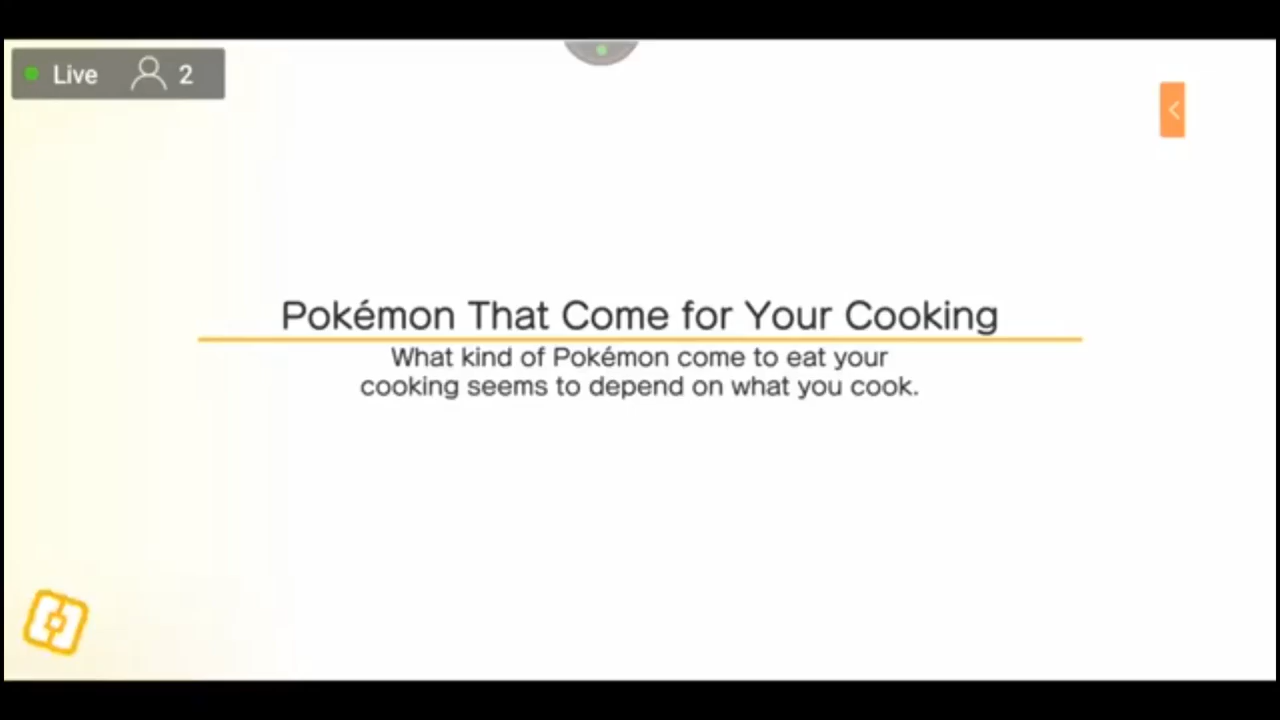 Live 2
Pokémon That Come for Your Cooking
What kind of Pokémon come to eat your
cooking seems to depend on what you cook.